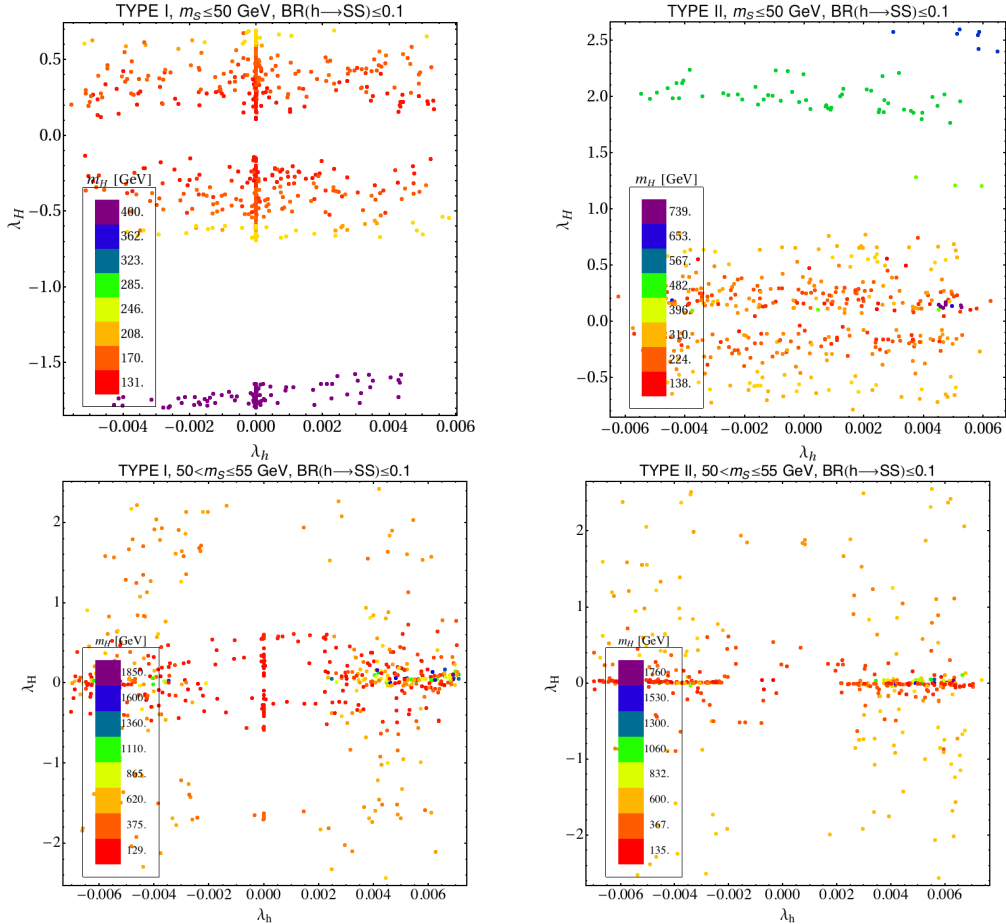 TYPE I, m_S≤50 GeV, BR(h⟶SS)≤0.1
λ_H
0.5
0.0
−0.5
−1.0
−1.5
m_H [GeV]
400.
362.
323.
285.
246.
208.
170.
131.
−0.004 −0.002 0.000 0.002 0.004 0.006
λ_h
TYPE II, m_S≤50 GeV, BR(h⟶SS)≤0.1
λ_H
2.5
2.0
1.5
1.0
0.5
0.0
−0.5
m_H [GeV]
739.
653.
567.
482.
396.
310.
224.
138.
−0.006 −0.004 −0.002 0.000 0.002 0.004 0.006
λ_h
TYPE I, 50<m_S≤55 GeV, BR(h⟶SS)≤0.1
λ_H
2
1
0
−1
−2
m_H [GeV]
1850.
1600.
1360.
1110.
865.
620.
375.
129.
−0.006 −0.004 −0.002 0.000 0.002 0.004 0.006
λ_h
TYPE II, 50<m_S≤55 GeV, BR(h⟶SS)≤0.1
λ_H
2
1
0
−1
−2
m_H [GeV]
1760.
1530.
1300.
1060.
832.
600.
367.
135.
−0.006 −0.004 −0.002 0.000 0.002 0.004 0.006
λ_h